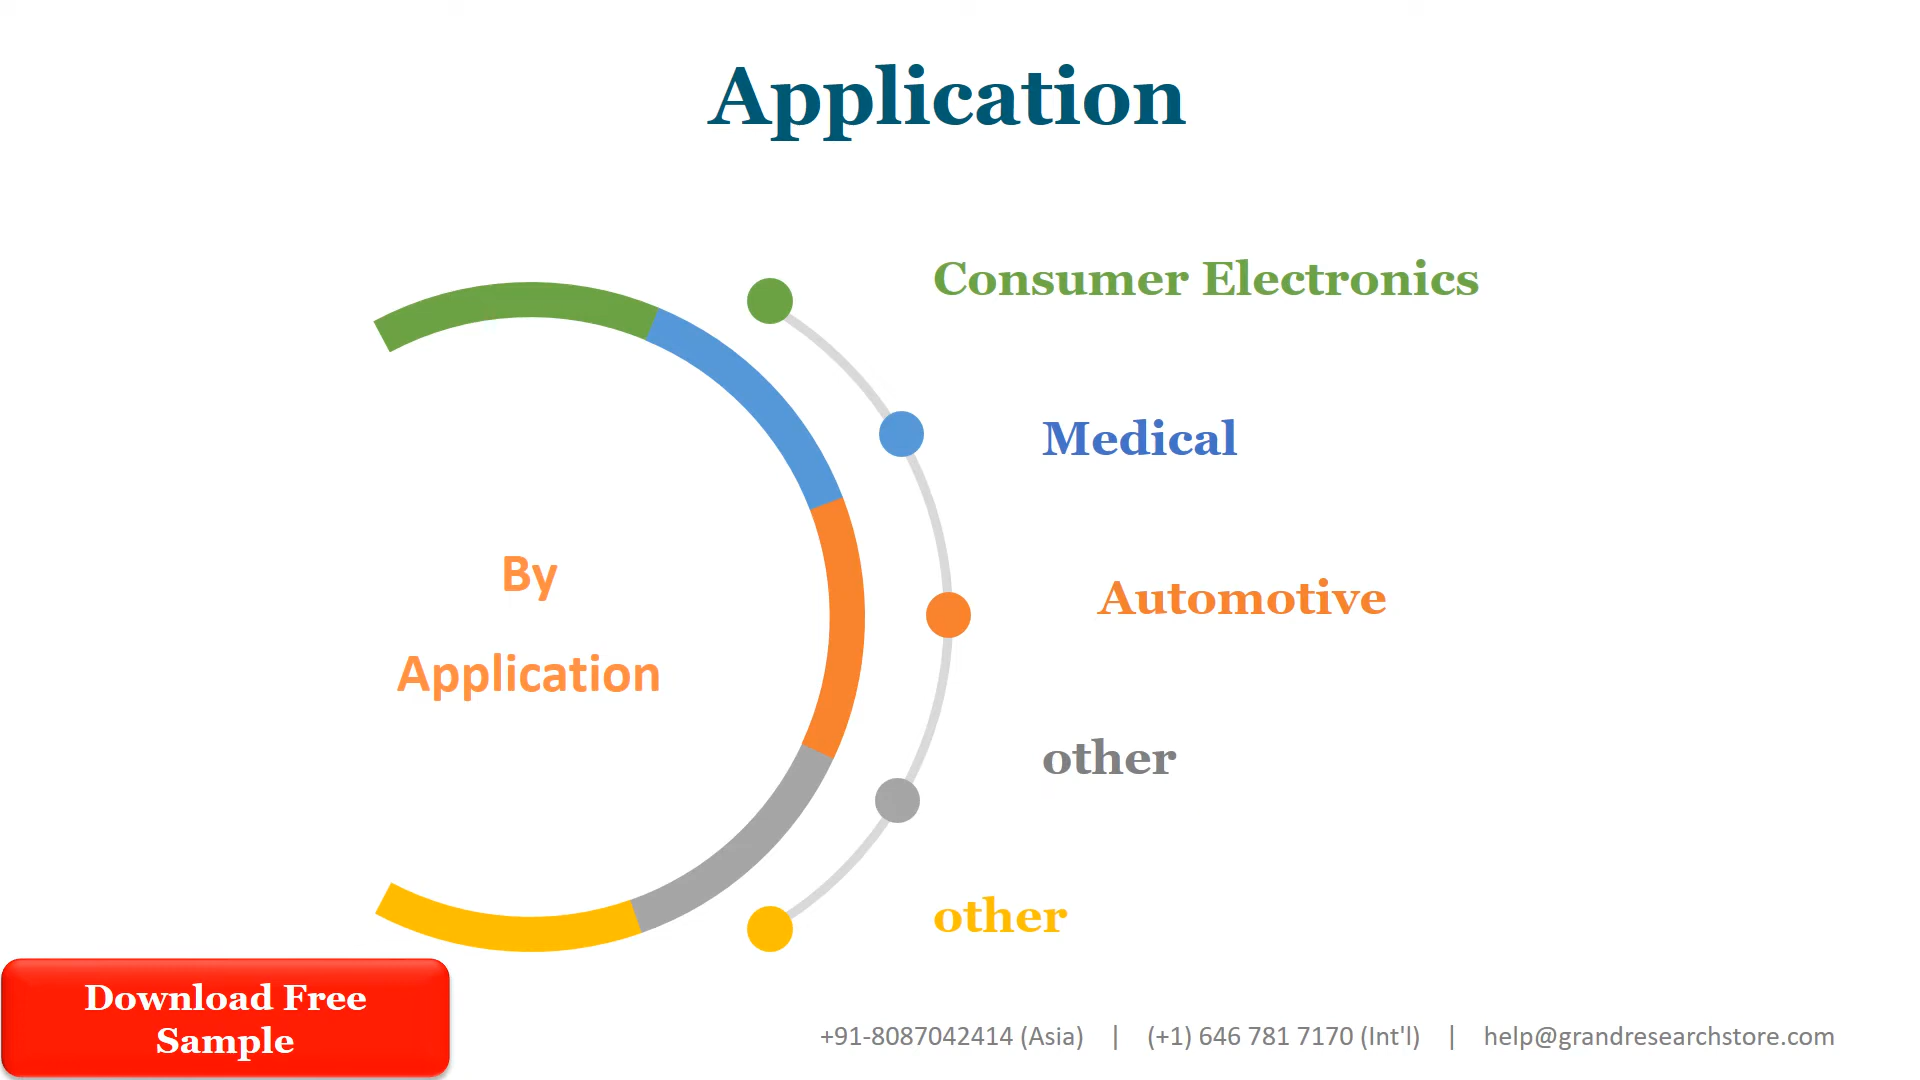 Application
Consumer Electronics
Medical
By
Application
Automotive
other
other
Download Free
Sample
+91-8087042414 (Asia) | (+1) 646 781 7170 (Int'l) | help@grandresearchstore.com